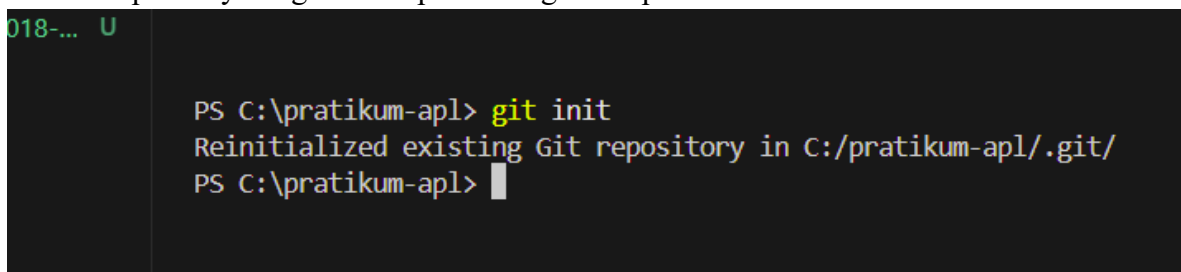 018-... U
PS C:\pratikum-apl> git init
Reinitialized existing Git repository in C:/pratikum-apl/.git/
PS C:\pratikum-apl>